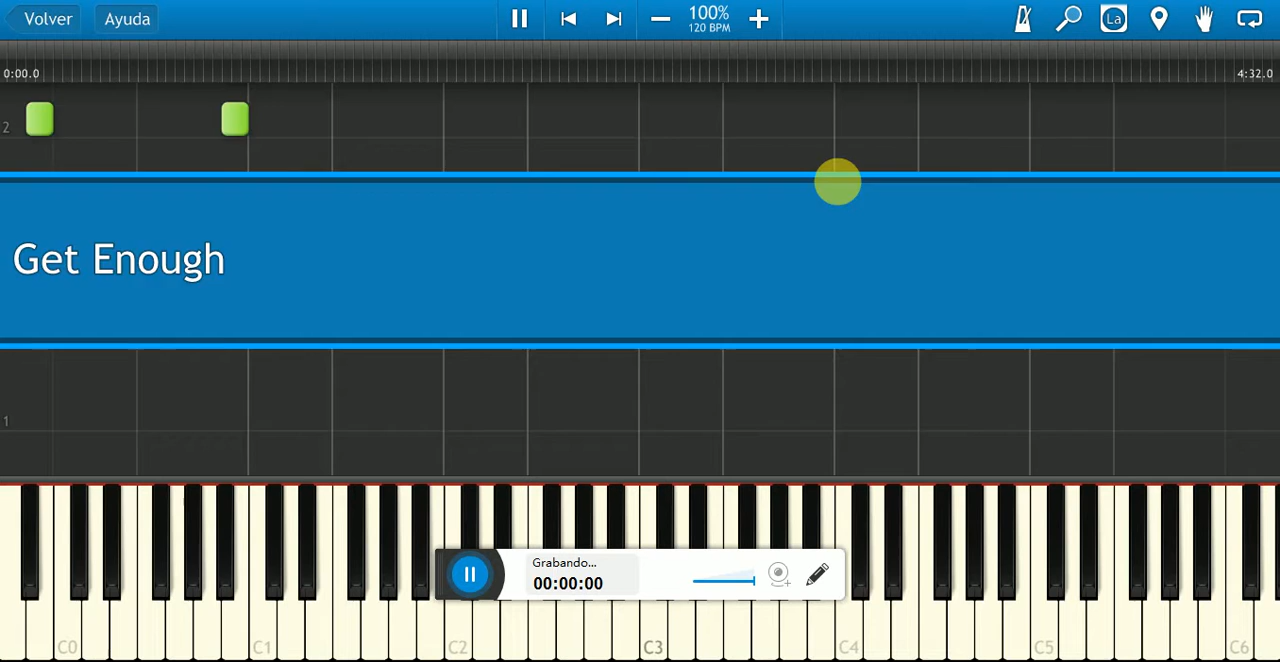 Volver Ayuda 100% La
120 BPM
0:00.0 4:32.0
2
Get Enough
1
Grabando...
00:00:00
C0 C1 C2 C3 C4 C5 C6